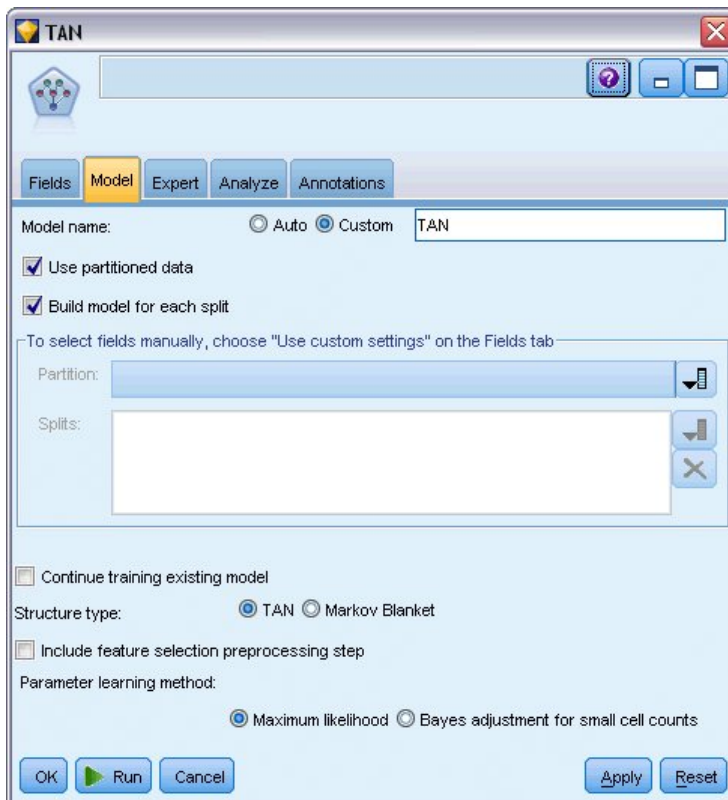 TAN
Fields Model Expert Analyze Annotations
Model name: Auto Custom TAN
Use partitioned data
Build model for each split
To select fields manually, choose "Use custom settings" on the Fields tab
Partition:
Splits:
Continue training existing model
Structure type: TAN Markov Blanket
Include feature selection preprocessing step
Parameter learning method:
Maximum likelihood Bayes adjustment for small cell counts
OK Run Cancel Apply Reset